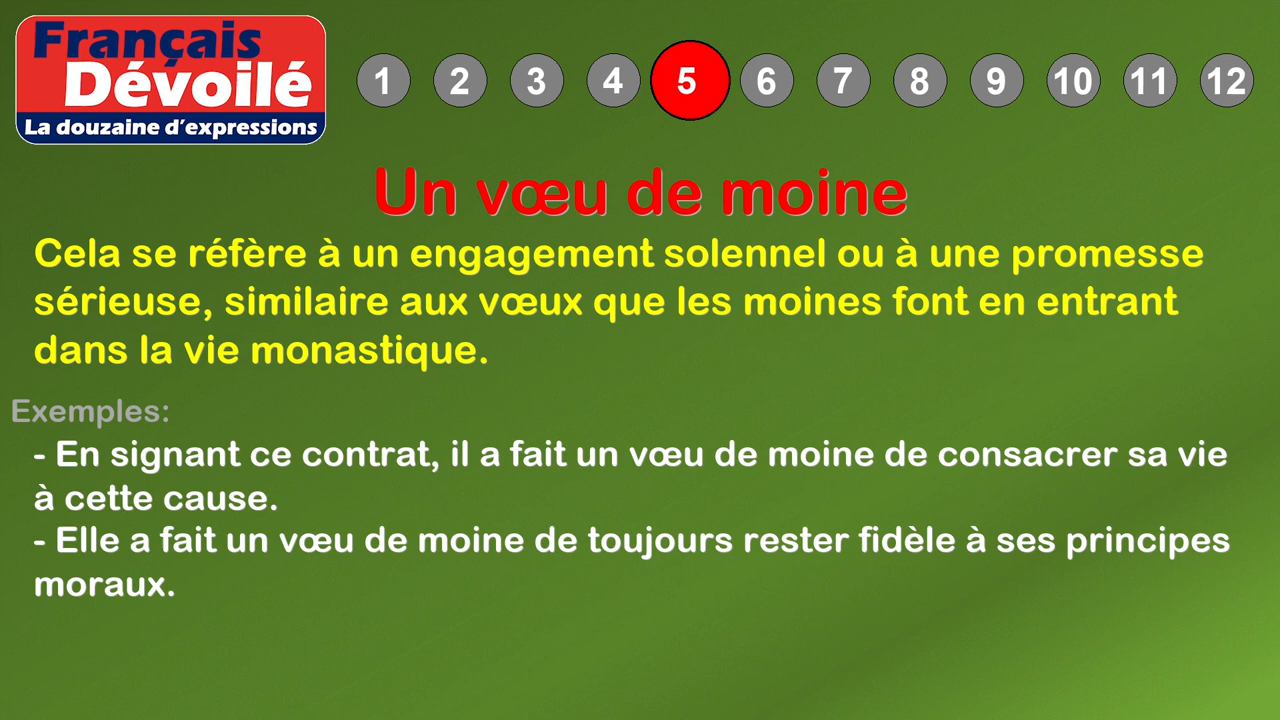 Français
Dévoilé
La douzaine d'expressions
1 2 3 4 5 6 7 8 9 10 11 12
Un vœu de moine
Cela se réfère à un engagement solennel ou à une promesse
sérieuse, similaire aux vœux que les moines font en entrant
dans la vie monastique.
Exemples:
- En signant ce contrat, il a fait un vœu de moine de consacrer sa vie
à cette cause.
- Elle a fait un vœu de moine de toujours rester fidèle à ses principes
moraux.